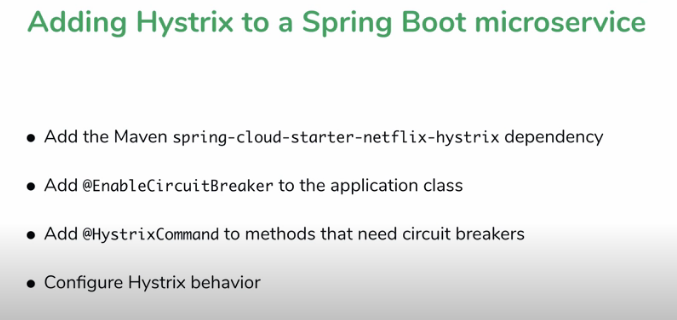 Adding Hystrix to a Spring Boot microservice
● Add the Maven spring-cloud-starter-netflix-hystrix dependency
● Add @EnableCircuitBreaker to the application class
● Add @HystrixCommand to methods that need circuit breakers
● Configure Hystrix behavior